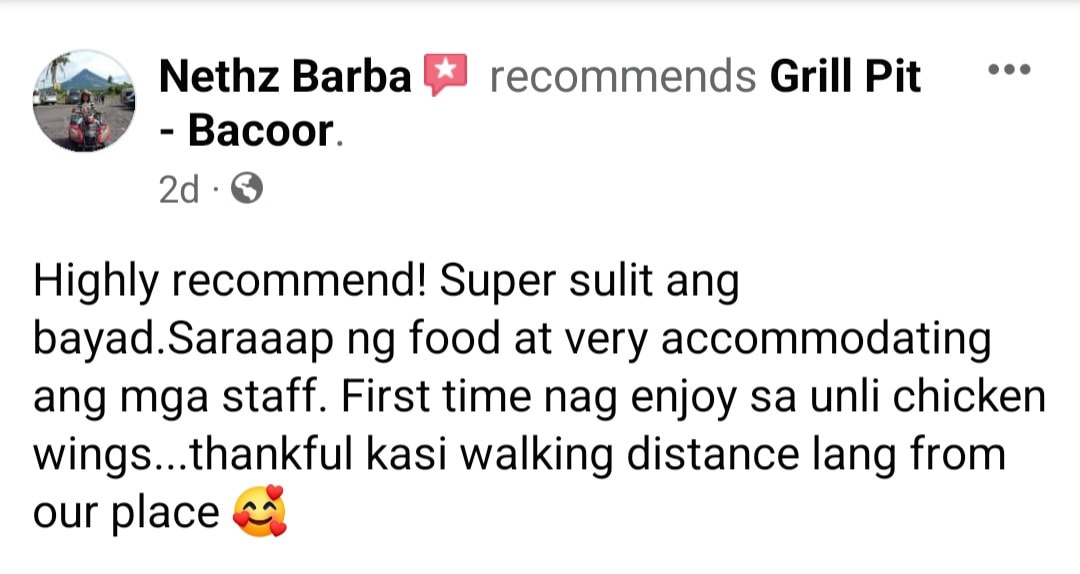 Nethz Barba recommends Grill Pit
- Bacoor.
2d ·
Highly recommend! Super sulit ang
bayad.Saraaap ng food at very accommodating
ang mga staff. First time nag enjoy sa unli chicken
wings...thankful kasi walking distance lang from
our place 🥰